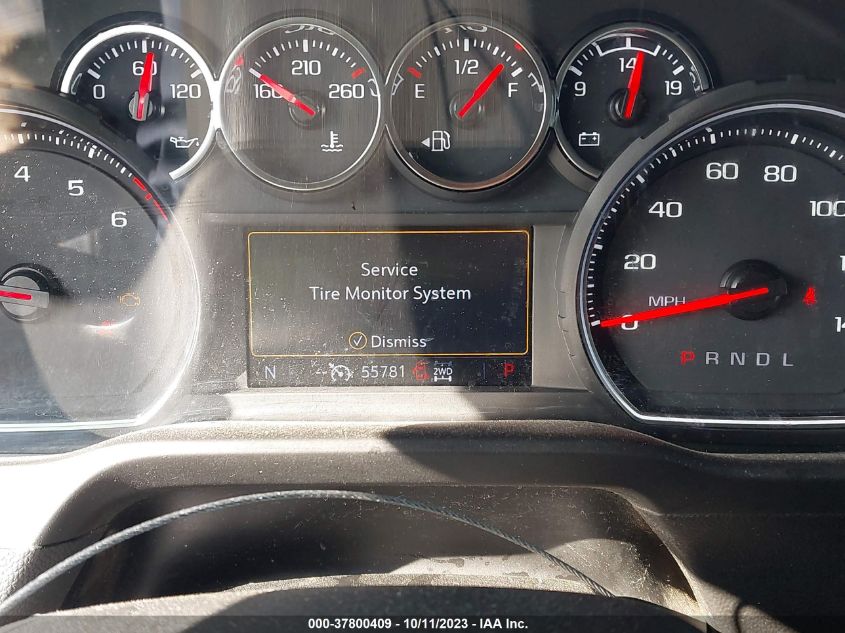 0 60 120
160 210 260
E 1/2 F
9 14 19
4 5 6
Service
Tire Monitor System
Dismiss
N 55781 2WD P
0 20 40 60 80 100
MPH
P R N D L
000-37800409 - 10/11/2023 - IAA Inc.